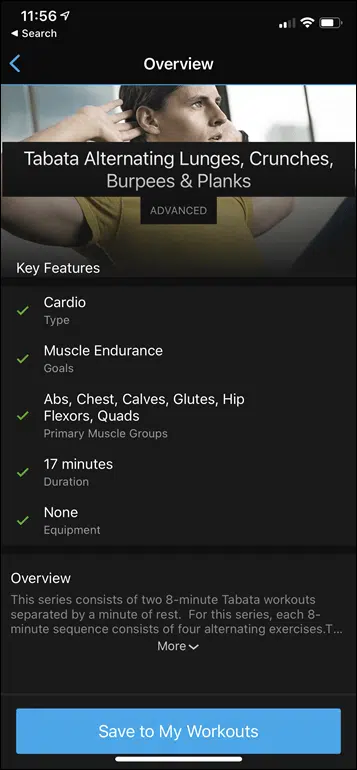 11:56
Search
Overview
Tabata Alternating Lunges, Crunches,
Burpees & Planks
ADVANCED
Key Features
Cardio
Type
Muscle Endurance
Goals
Abs, Chest, Calves, Glutes, Hip
Flexors, Quads
Primary Muscle Groups
17 minutes
Duration
None
Equipment
Overview
This series consists of two 8-minute Tabata workouts
separated by a minute of rest.  For this series, each 8-
minute sequence consists of four alternating exercises.T...
More
Save to My Workouts